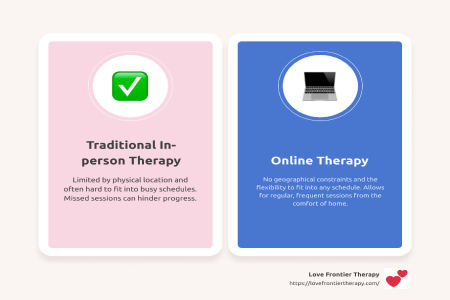 Traditional In-
person Therapy
Limited by physical location and
often hard to fit into busy schedules.
Missed sessions can hinder progress.
Online Therapy
No geographical constraints and the
flexibility to fit into any schedule. Allows
for regular, frequent sessions from the
comfort of home.
Love Frontier Therapy
https://lovefrontiertherapy.com/